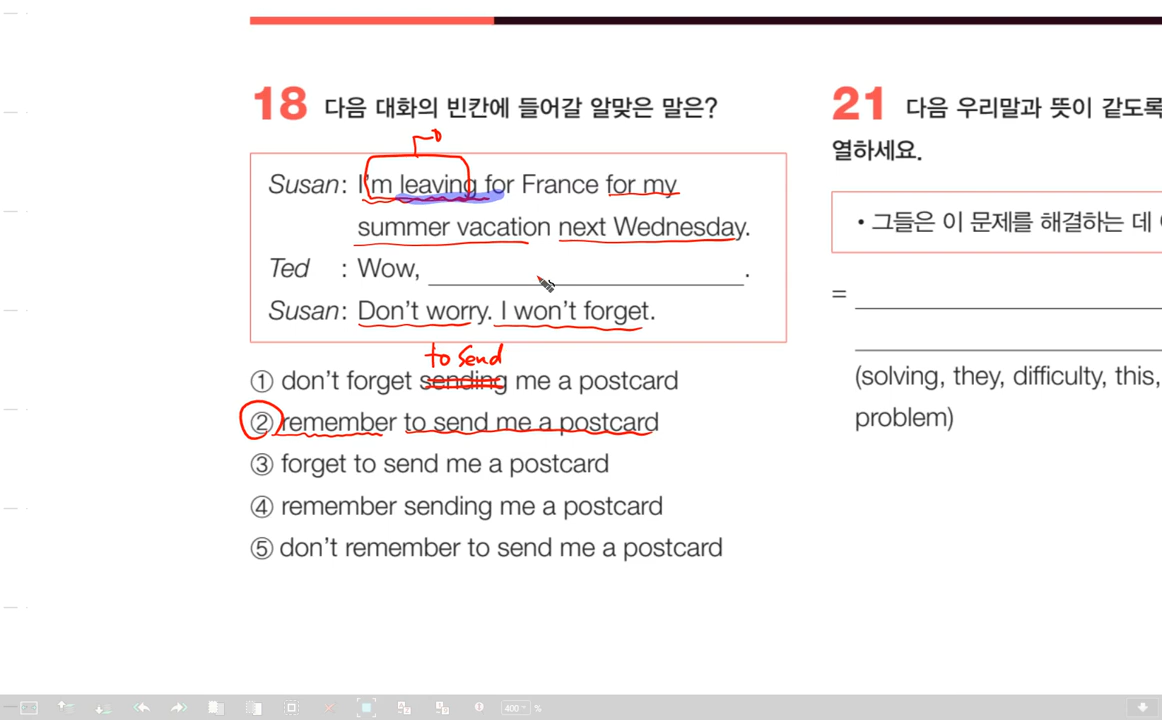 18 다음 대화의 빈칸에 들어갈 알맞은 말은?
Susan: I'm leaving for France for my
summer vacation next Wednesday.
Ted : Wow, ____________.
Susan: Don't worry. I won't forget.
to send
① don't forget sending me a postcard
② remember to send me a postcard
③ forget to send me a postcard
④ remember sending me a postcard
⑤ don't remember to send me a postcard
21 다음 우리말과 뜻이 같도록
열하세요.
• 그들은 이 문제를 해결하는 데
=
(solving, they, difficulty, this,
problem)
400 %